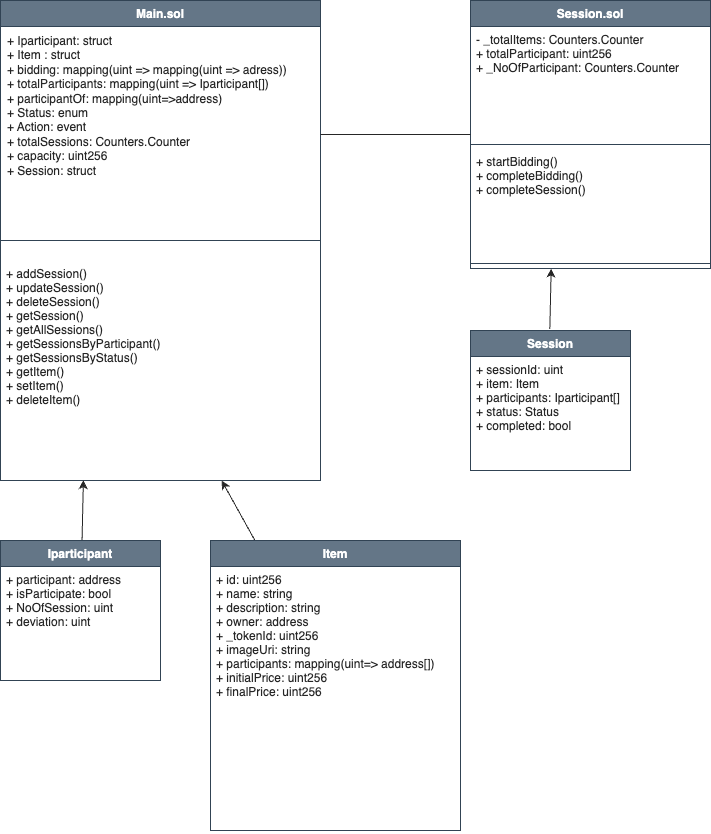 Main.sol
+ Iparticipant: struct
+ Item : struct
+ bidding: mapping(uint => mapping(uint => adress))
+ totalParticipants: mapping(uint => Iparticipant[])
+ participantOf: mapping(uint=>address)
+ Status: enum
+ Action: event
+ totalSessions: Counters.Counter
+ capacity: uint256
+ Session: struct
+ addSession()
+ updateSession()
+ deleteSession()
+ getSession()
+ getAllSessions()
+ getSessionsByParticipant()
+ getSessionsByStatus()
+ getItem()
+ setItem()
+ deleteItem()
Session.sol
- _totalItems: Counters.Counter
+ totalParticipant: uint256
+ _NoOfParticipant: Counters.Counter
+ startBidding()
+ completeBidding()
+ completeSession()
Session
+ sessionId: uint
+ item: Item
+ participants: Iparticipant[]
+ status: Status
+ completed: bool
Iparticipant
+ participant: address
+ isParticipate: bool
+ NoOfSession: uint
+ deviation: uint
Item
+ id: uint256
+ name: string
+ description: string
+ owner: address
+ _tokenId: uint256
+ imageUri: string
+ participants: mapping(uint=> address[])
+ initialPrice: uint256
+ finalPrice: uint256